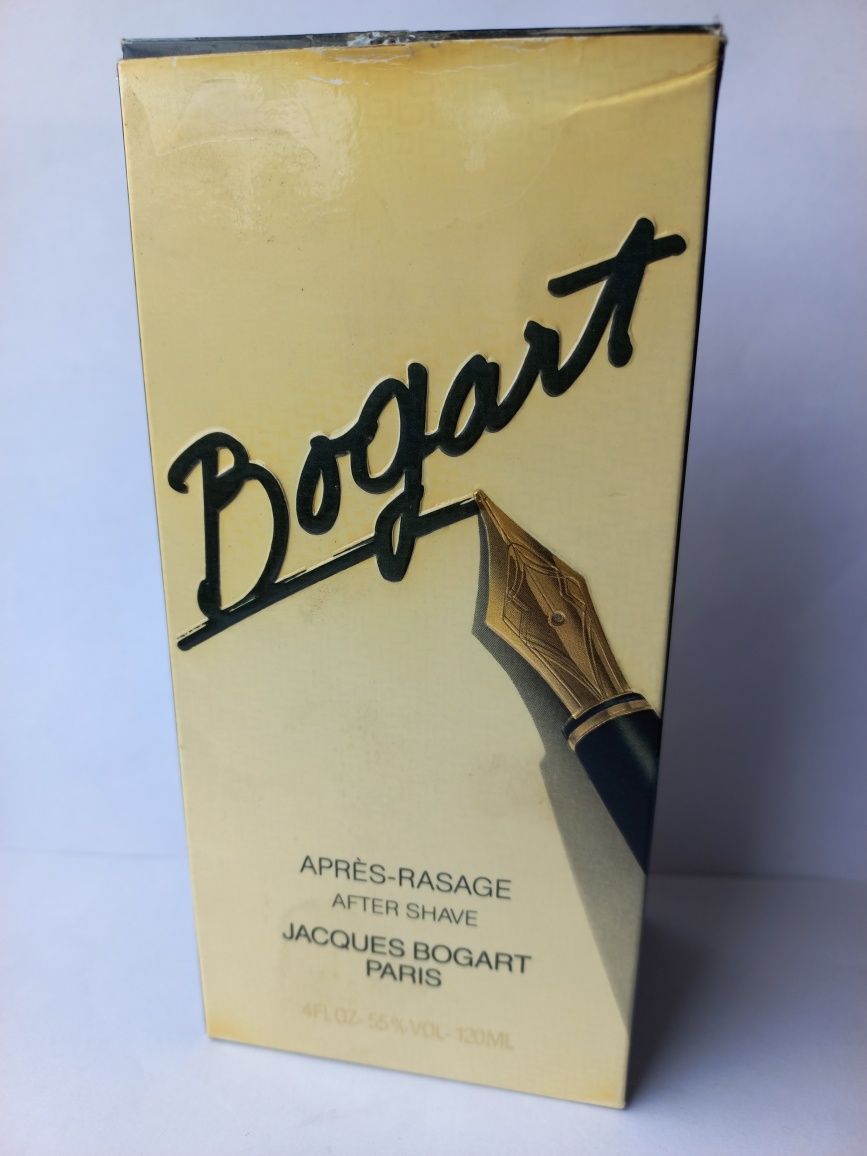 Bogart
APRÈS-RASAGE
AFTER SHAVE
JACQUES BOGART
PARIS
4FL OZ- 55%VOL- 120ML